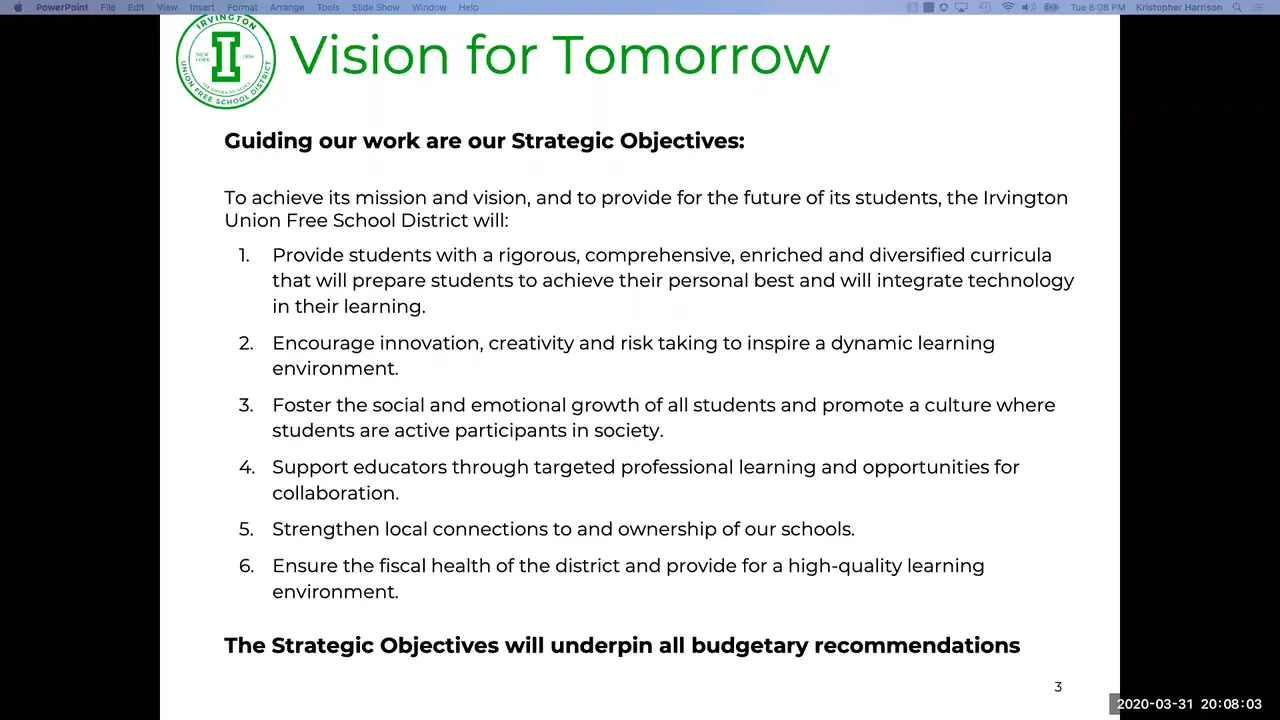 PowerPoint File Edit View Insert Format Arrange Tools Slide Show Window Help Tue 8:08 PM Kristopher Harrison
IRVINGTON
NEW YORK
I
UNION FREE SCHOOL DISTRICT
Vision for Tomorrow
Guiding our work are our Strategic Objectives:
To achieve its mission and vision, and to provide for the future of its students, the Irvington
Union Free School District will:
1. Provide students with a rigorous, comprehensive, enriched and diversified curricula
that will prepare students to achieve their personal best and will integrate technology
in their learning.
2. Encourage innovation, creativity and risk taking to inspire a dynamic learning
environment.
3. Foster the social and emotional growth of all students and promote a culture where
students are active participants in society.
4. Support educators through targeted professional learning and opportunities for
collaboration.
5. Strengthen local connections to and ownership of our schools.
6. Ensure the fiscal health of the district and provide for a high-quality learning
environment.
The Strategic Objectives will underpin all budgetary recommendations
3
2020-03-31 20:08:03